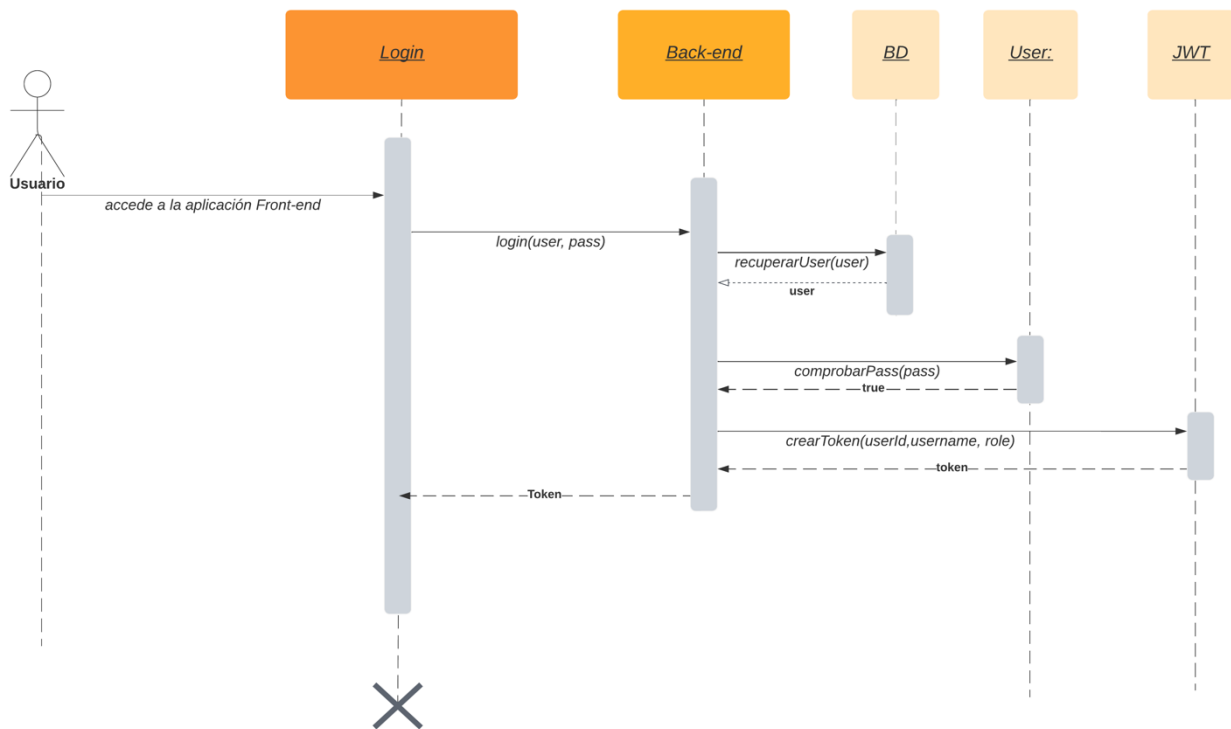 Login
Back-end
BD
User:
JWT
Usuario
accede a la aplicación Front-end
login(user, pass)
recuperarUser(user)
user
comprobarPass(pass)
true
crearToken(userId,username, role)
token
Token